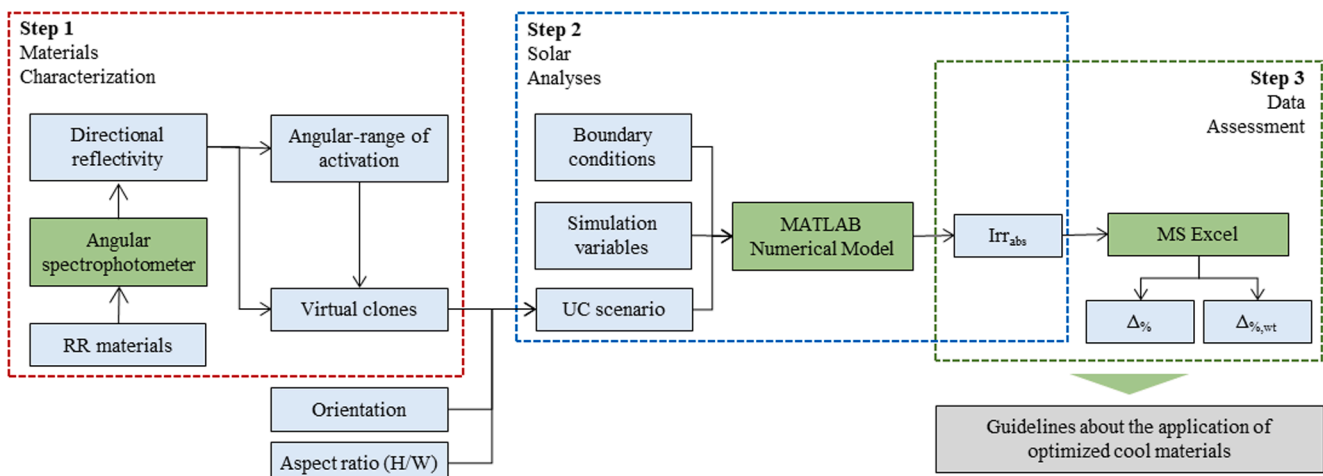 Step 1
Materials
Characterization
Directional
reflectivity
Angular-range of
activation
Angular
spectrophotometer
Virtual clones
RR materials
Orientation
Aspect ratio (H/W)
Step 2
Solar
Analyses
Boundary
conditions
Simulation
variables
UC scenario
MATLAB
Numerical Model
Irr_abs
Step 3
Data
Assessment
MS Excel
Δ%
Δ%,wt
Guidelines about the application of
optimized cool materials